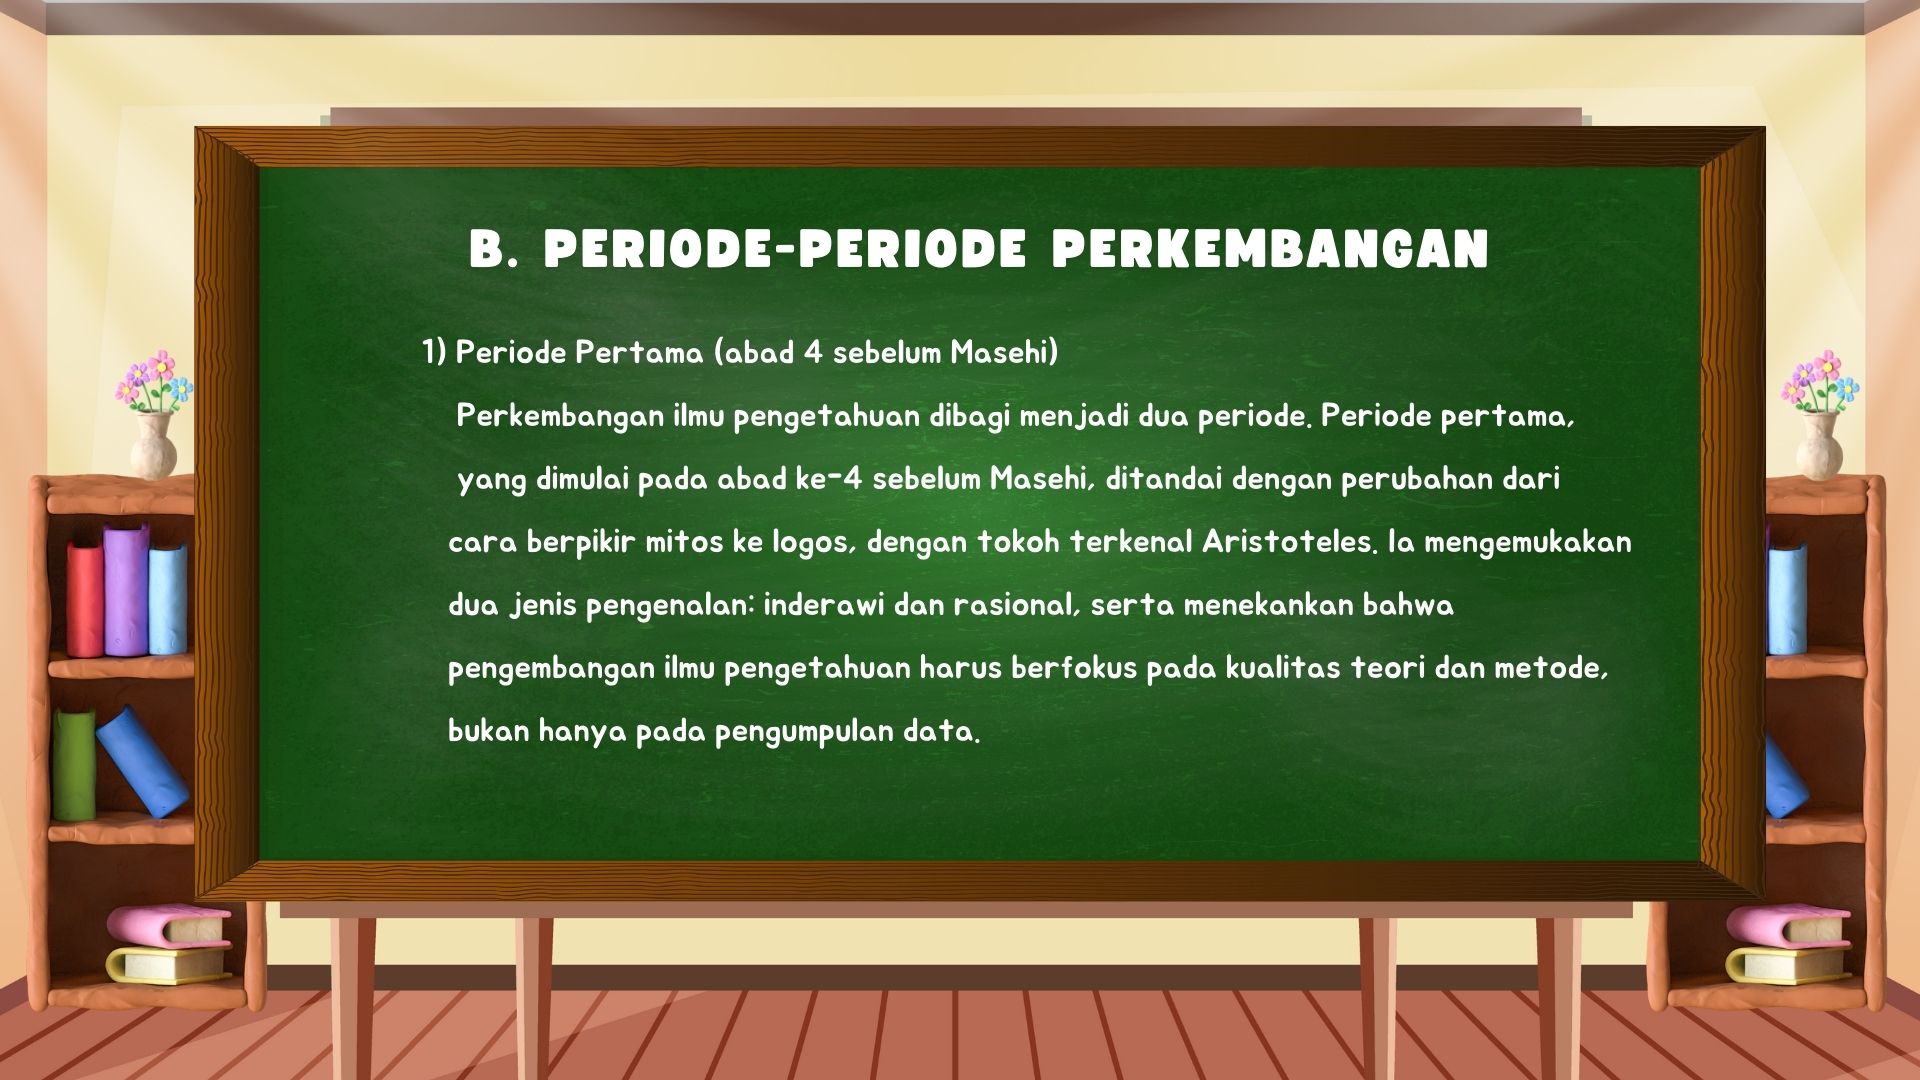 B. PERIODE-PERIODE PERKEMBANGAN
1) Periode Pertama (abad 4 sebelum Masehi)
Perkembangan ilmu pengetahuan dibagi menjadi dua periode. Periode pertama,
yang dimulai pada abad ke-4 sebelum Masehi, ditandai dengan perubahan dari
cara berpikir mitos ke logos, dengan tokoh terkenal Aristoteles. Ia mengemukakan
dua jenis pengenalan: inderawi dan rasional, serta menekankan bahwa
pengembangan ilmu pengetahuan harus berfokus pada kualitas teori dan metode,
bukan hanya pada pengumpulan data.